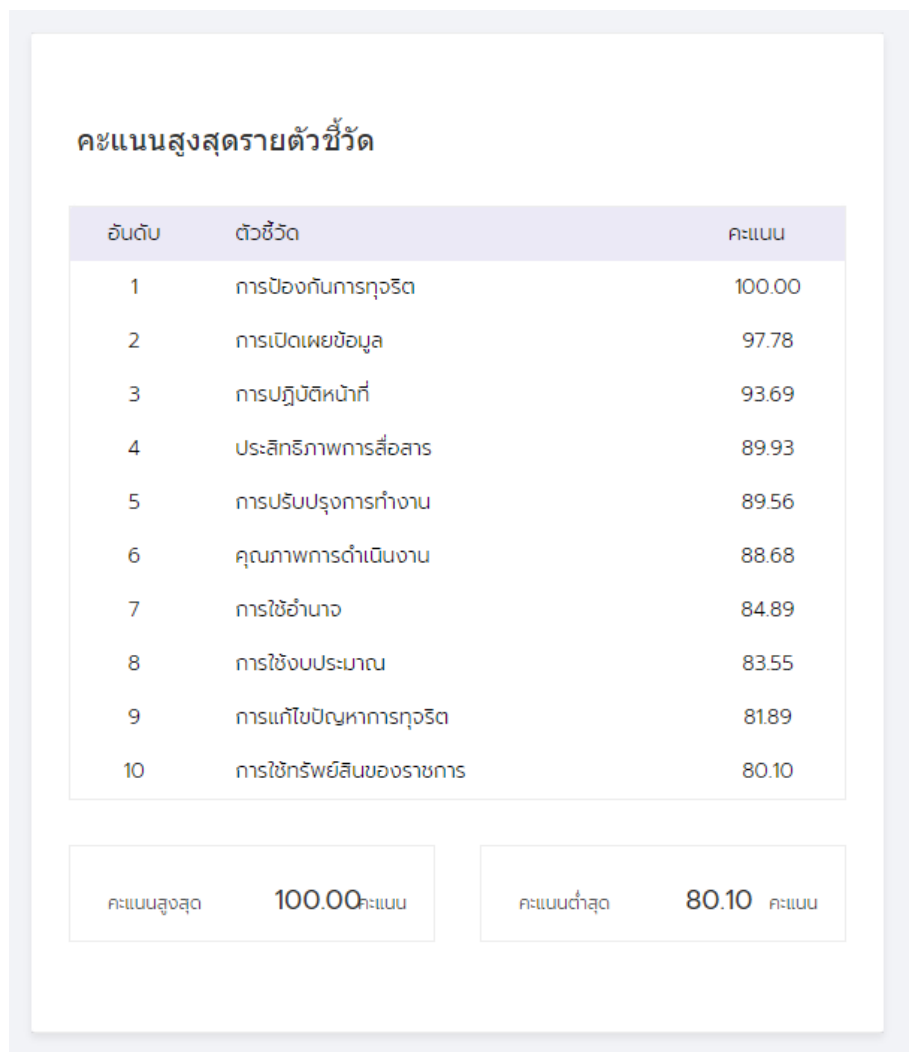 คะแนนสูงสุดรายตัวชี้วัด
อันดับ ตัวชี้วัด คะแนน
1 การป้องกันการทุจริต 100.00
2 การเปิดเผยข้อมูล 97.78
3 การปฏิบัติหน้าที่ 93.69
4 ประสิทธิภาพการสื่อสาร 89.93
5 การปรับปรุงการทำงาน 89.56
6 คุณภาพการดำเนินงาน 88.68
7 การใช้อำนาจ 84.89
8 การใช้งบประมาณ 83.55
9 การแก้ไขปัญหาการทุจริต 81.89
10 การใช้ทรัพย์สินของราชการ 80.10
คะแนนสูงสุด 100.00 คะแนน คะแนนต่ำสุด 80.10 คะแนน